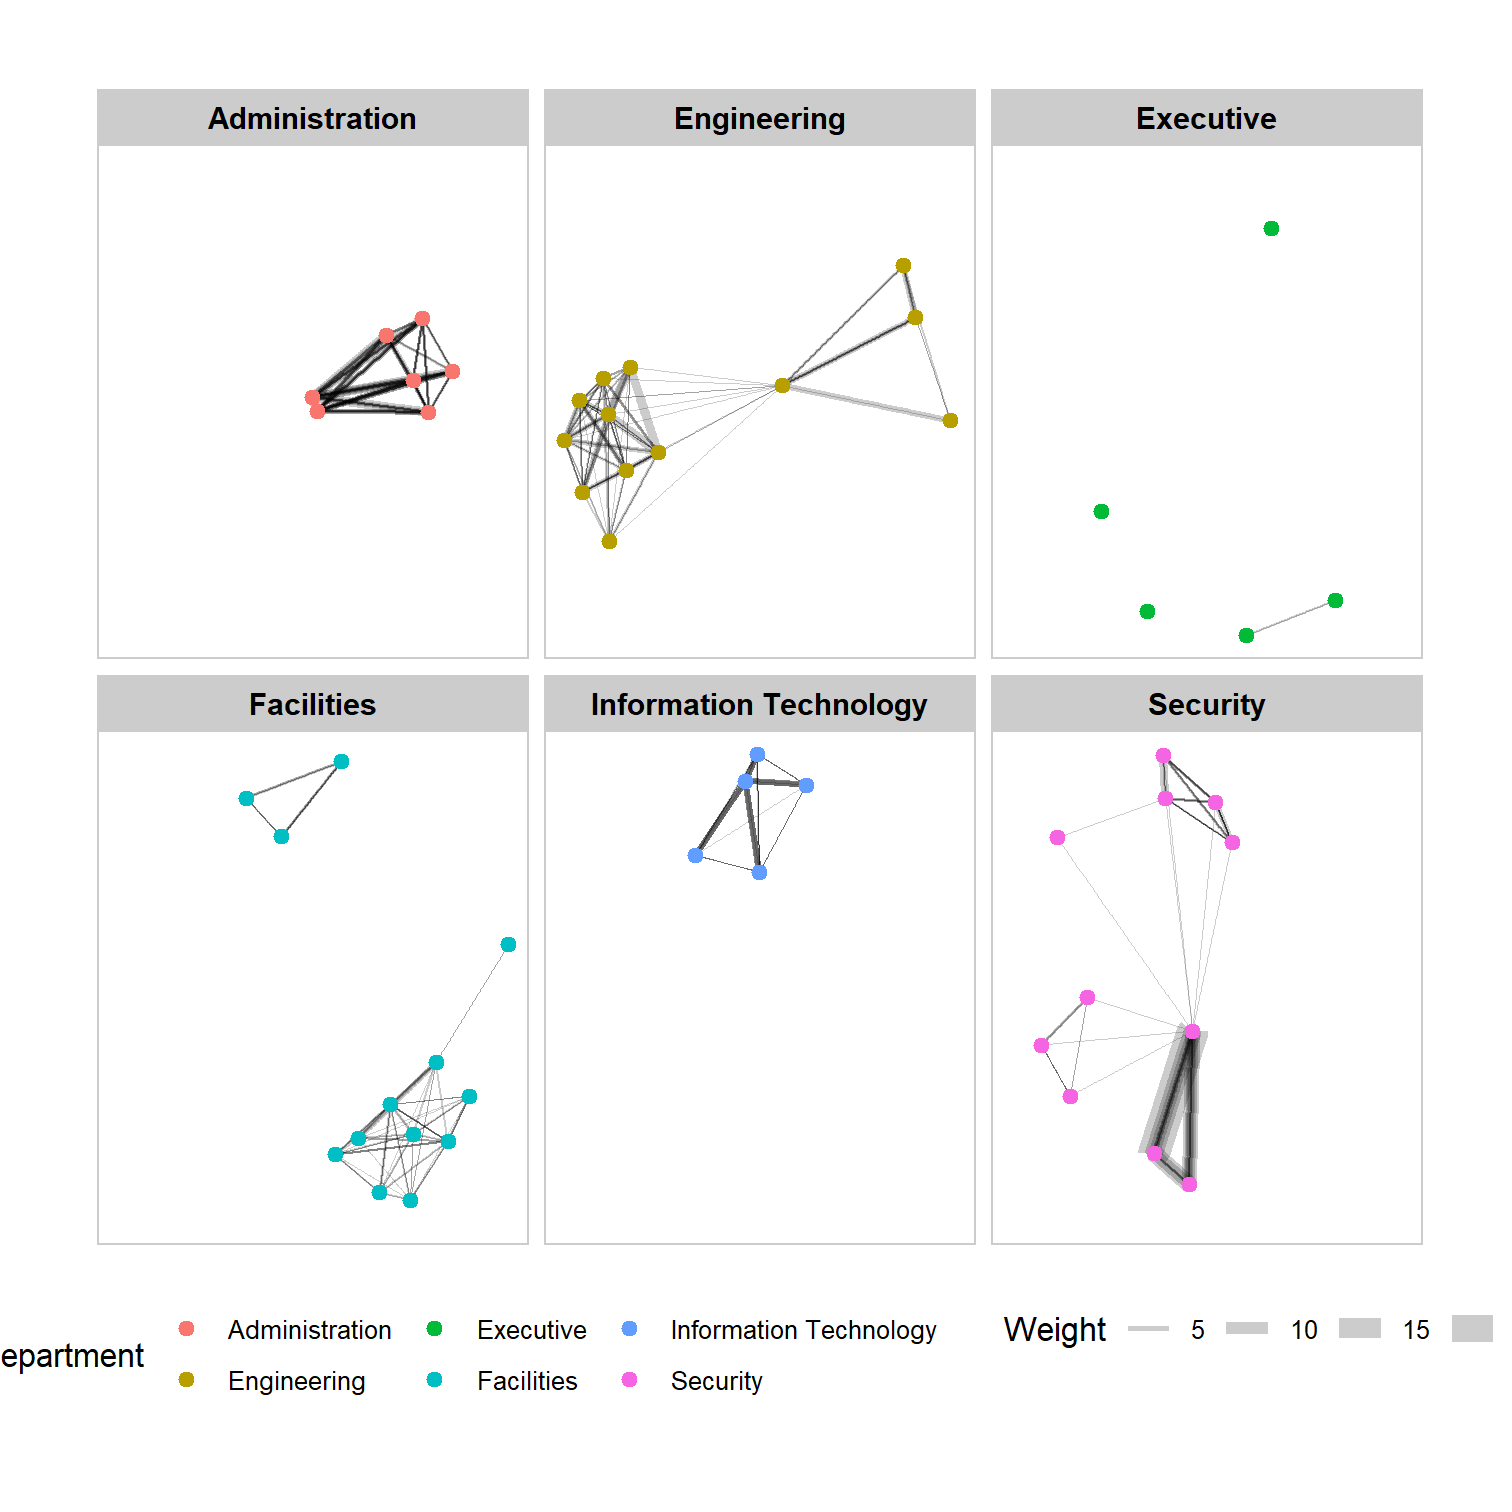 Administration
Engineering
Executive
Facilities
Information Technology
Security
epartment
Administration
Executive
Information Technology
Engineering
Facilities
Security
Weight
5
10
15